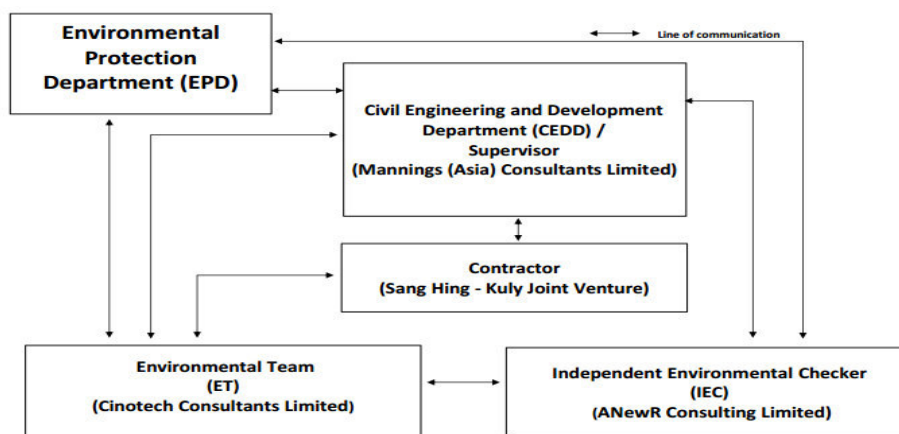 Environmental
Protection
Department (EPD)
Line of communication
Civil Engineering and Development
Department (CEDD) /
Supervisor
(Mannings (Asia) Consultants Limited)
Contractor
(Sang Hing - Kuly Joint Venture)
Environmental Team
(ET)
(Cinotech Consultants Limited)
Independent Environmental Checker
(IEC)
(ANewR Consulting Limited)